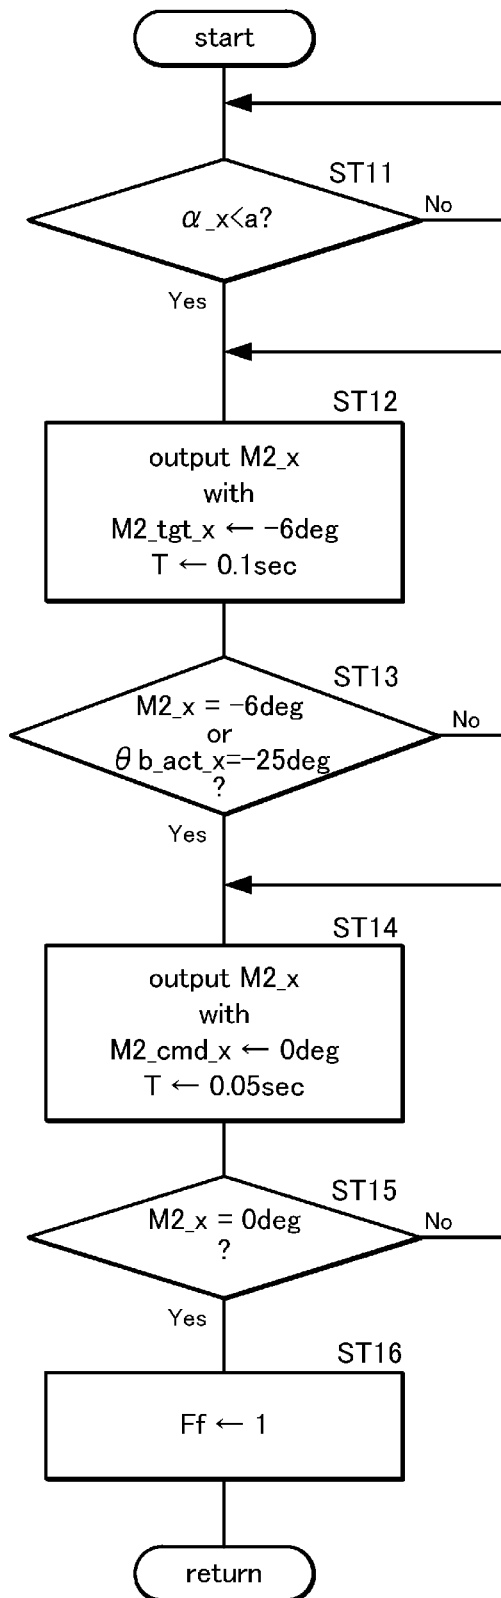 start
ST11
α_x<a?
No
Yes
ST12
output M2_x
with
M2_tgt_x ← -6deg
T ← 0.1sec
ST13
M2_x = -6deg
or
θb_act_x=-25deg
?
No
Yes
ST14
output M2_x
with
M2_cmd_x ← 0deg
T ← 0.05sec
ST15
M2_x = 0deg
?
No
Yes
ST16
Ff ← 1
return